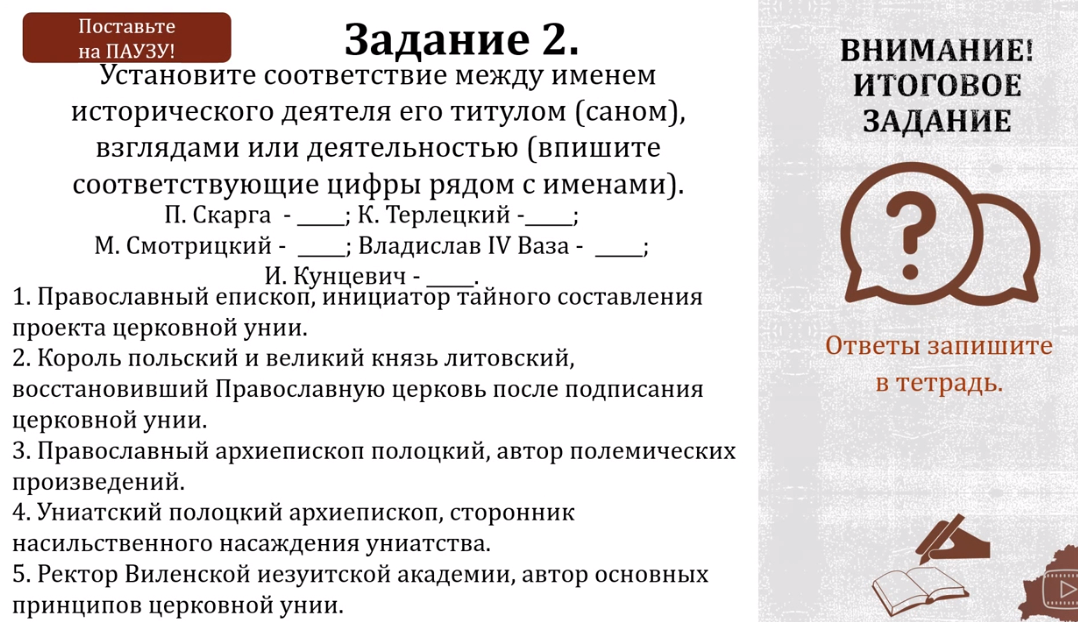 Поставьте
на ПАУЗУ!
Задание 2.
Установите соответствие между именем
исторического деятеля его титулом (саном),
взглядами или деятельностью (впишите
соответствующие цифры рядом с именами).
П. Скарга - ____; К. Терлецкий -____;
М. Смотрицкий - ____; Владислав IV Ваза - ____;
И. Кунцевич - ____.
1. Православный епископ, инициатор тайного составления
проекта церковной унии.
2. Король польский и великий князь литовский,
восстановивший Православную церковь после подписания
церковной унии.
3. Православный архиепископ полоцкий, автор полемических
произведений.
4. Униатский полоцкий архиепископ, сторонник
насильственного насаждения униатства.
5. Ректор Виленской иезуитской академии, автор основных
принципов церковной унии.
ВНИМАНИЕ!
ИТОГОВОЕ
ЗАДАНИЕ
?
Ответы запишите
в тетрадь.